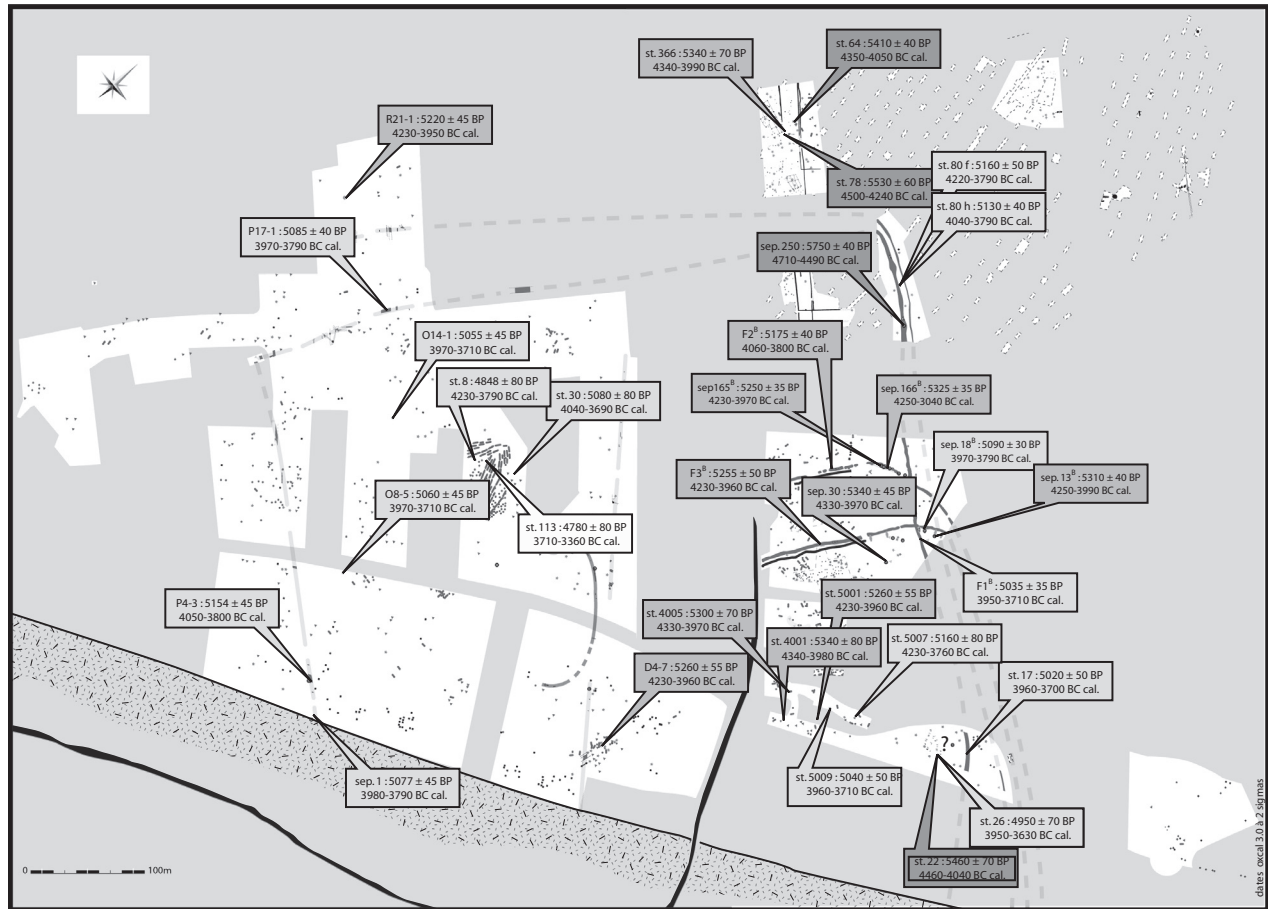 st. 366 : 5340 ± 70 BP
4340-3990 BC cal.
st. 64 : 5410 ± 40 BP
4350-4050 BC cal.
R21-1 : 5220 ± 45 BP
4230-3950 BC cal.
st. 78 : 5530 ± 60 BP
4500-4240 BC cal.
st. 80 f : 5160 ± 50 BP
4220-3790 BC cal.
st. 80 h : 5130 ± 40 BP
4040-3790 BC cal.
P17-1 : 5085 ± 40 BP
3970-3790 BC cal.
sep. 250 : 5750 ± 40 BP
4710-4490 BC cal.
O14-1 : 5055 ± 45 BP
3970-3710 BC cal.
F2ᴮ : 5175 ± 40 BP
4060-3800 BC cal.
st. 8 : 4848 ± 80 BP
4230-3790 BC cal.
st. 30 : 5080 ± 80 BP
4040-3690 BC cal.
sep165ᴮ : 5250 ± 35 BP
4230-3970 BC cal.
sep. 166ᴮ : 5325 ± 35 BP
4250-3040 BC cal.
sep. 18ᴮ : 5090 ± 30 BP
3970-3790 BC cal.
F3ᴮ : 5255 ± 50 BP
4230-3960 BC cal.
sep. 30 : 5340 ± 45 BP
4330-3970 BC cal.
sep. 13ᴮ : 5310 ± 40 BP
4250-3990 BC cal.
O8-5 : 5060 ± 45 BP
3970-3710 BC cal.
st. 113 : 4780 ± 80 BP
3710-3360 BC cal.
F1ᴮ : 5035 ± 35 BP
3950-3710 BC cal.
P4-3 : 5154 ± 45 BP
4050-3800 BC cal.
st. 4005 : 5300 ± 70 BP
4330-3970 BC cal.
st. 5001 : 5260 ± 55 BP
4230-3960 BC cal.
st. 4001 : 5340 ± 80 BP
4340-3980 BC cal.
st. 5007 : 5160 ± 80 BP
4230-3760 BC cal.
D4-7 : 5260 ± 55 BP
4230-3960 BC cal.
st. 17 : 5020 ± 50 BP
3960-3700 BC cal.
?
sep. 1 : 5077 ± 45 BP
3980-3790 BC cal.
st. 5009 : 5040 ± 50 BP
3960-3710 BC cal.
st. 26 : 4950 ± 70 BP
3950-3630 BC cal.
st. 22 : 5460 ± 70 BP
4460-4040 BC cal.
0 100m
dates oxcal 3.0 à 2 sigmas